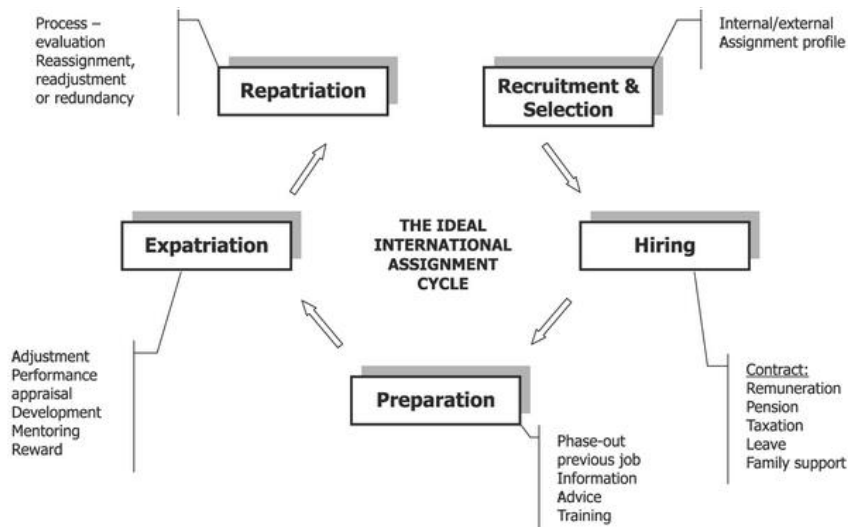 Process –
evaluation
Reassignment,
readjustment
or redundancy
Repatriation
Recruitment &
Selection
Internal/external
Assignment profile
Expatriation
THE IDEAL
INTERNATIONAL
ASSIGNMENT
CYCLE
Hiring
Adjustment
Performance
appraisal
Development
Mentoring
Reward
Preparation
Phase-out
previous job
Information
Advice
Training
Contract:
Remuneration
Pension
Taxation
Leave
Family support